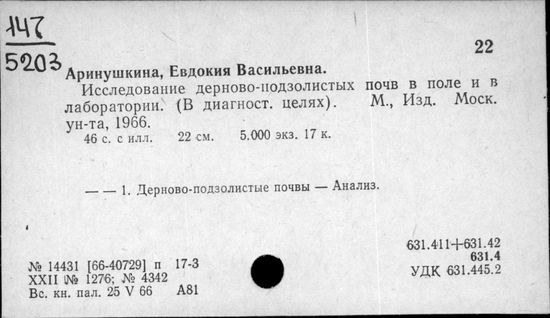 147
5203
22
Аринушкина, Евдокия Васильевна.
Исследование дерново-подзолистых почв в поле и в
лаборатории. (В диагност. целях). М., Изд. Моск.
ун-та, 1966.
46 с. с илл. 22 см. 5.000 экз. 17 к.
— — 1. Дерново-подзолистые почвы — Анализ.
631.411+631.42
631.4
УДК 631.445.2
№ 14431 [66-40729] п 17-3
XXII № 1276; № 4342
Вс. кн. пал. 25 V 66 А81